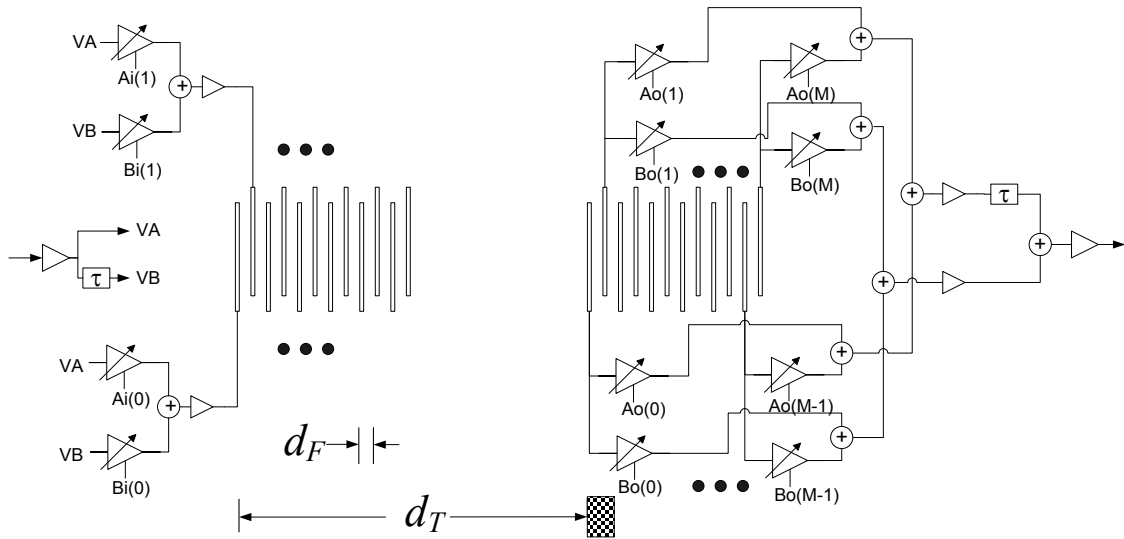 VA
Ai(1)
VB
Bi(1)
VA
τ
VB
VA
Ai(0)
VB
Bi(0)
d_F
d_T
Ao(1)
Ao(M)
Bo(1)
Bo(M)
τ
Ao(0)
Ao(M-1)
Bo(0)
Bo(M-1)